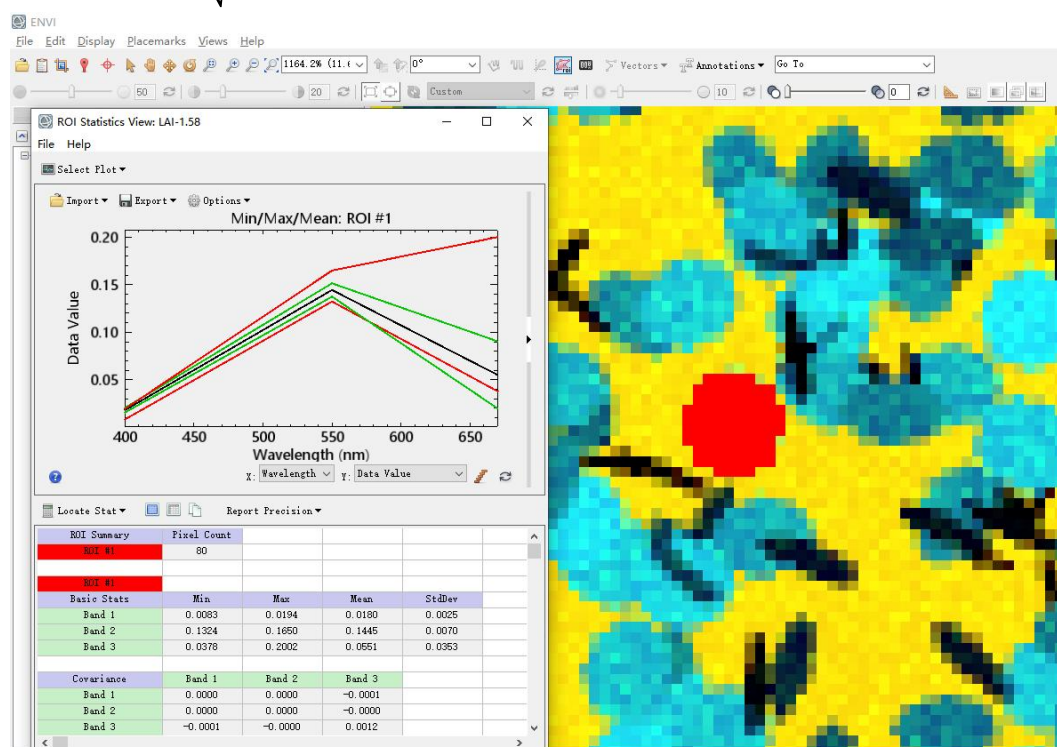 ENVI
File Edit Display Placemarks Views Help
1164.2% (11.6 0° Vectors Annotations Go To
50 20 Custom 10 0
ROI Statistics View: LAI-1.58
File Help
Select Plot
Import Export Options
Min/Max/Mean: ROI #1
0.20
0.15
0.10
0.05
Data Value
400 450 500 550 600 650
Wavelength (nm)
X: Wavelength Y: Data Value
Locate Stat Report Precision
ROI Summary Pixel Count
ROI #1 80
ROI #1
Basic Stats Min Max Mean StdDev
Band 1 0.0083 0.0194 0.0180 0.0025
Band 2 0.1324 0.1650 0.1445 0.0070
Band 3 0.0378 0.2002 0.0551 0.0353
Covariance Band 1 Band 2 Band 3
Band 1 0.0000 0.0000 -0.0001
Band 2 0.0000 0.0000 -0.0000
Band 3 -0.0001 -0.0000 0.0012